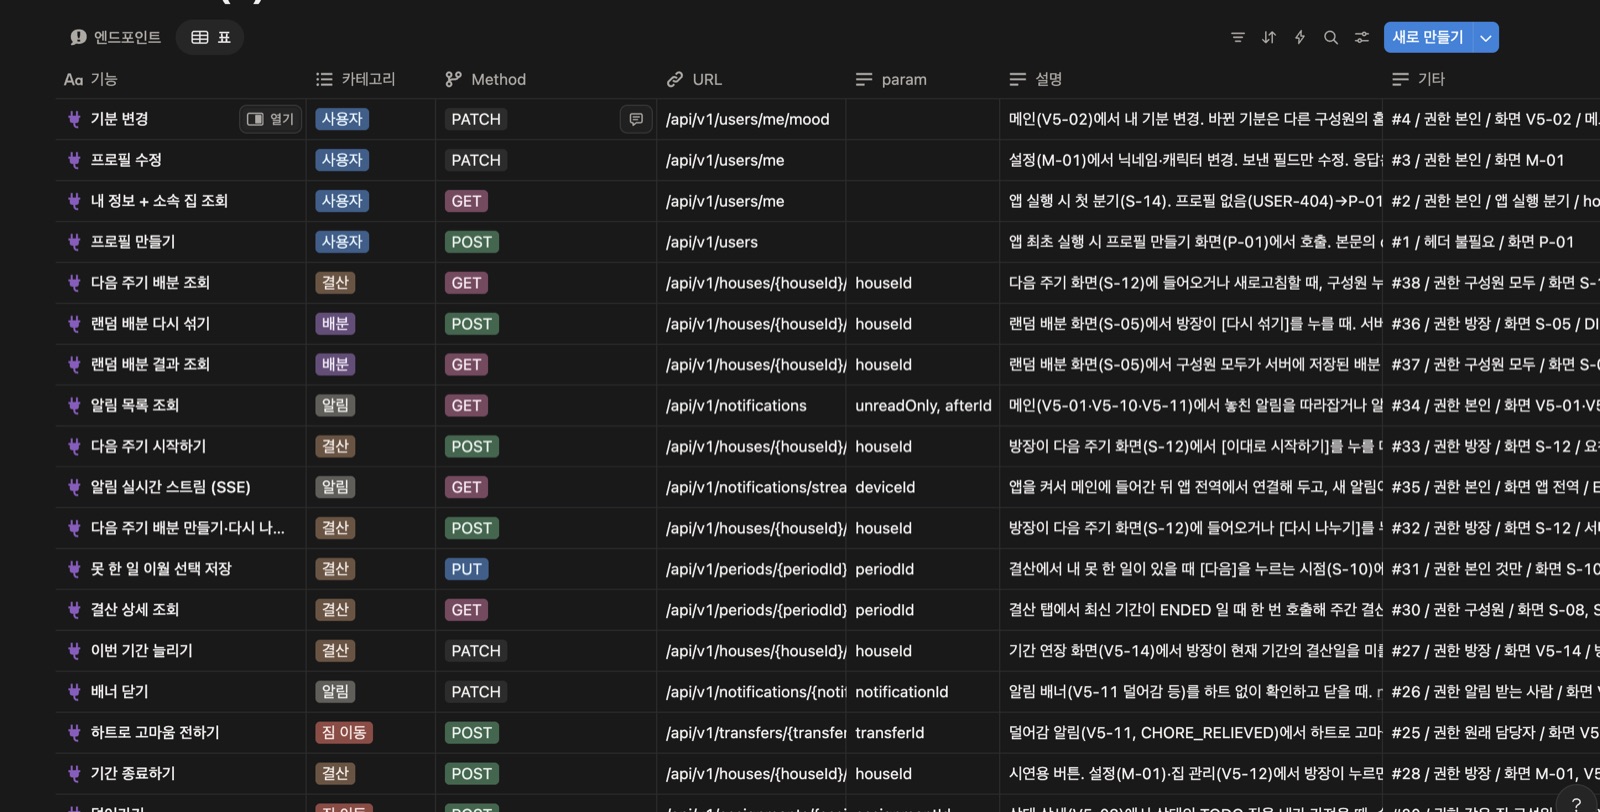 엔드포인트 표 새로 만들기
기능 카테고리 Method URL param 설명 기타
기분 변경 열기 사용자 PATCH /api/v1/users/me/mood 메인(V5-02)에서 내 기분 변경. 바뀐 기분은 다른 구성원의 홈 #4 / 권한 본인 / 화면 V5-02 / 메
프로필 수정 사용자 PATCH /api/v1/users/me 설정(M-01)에서 닉네임·캐릭터 변경. 보낸 필드만 수정. 응답은 #3 / 권한 본인 / 화면 M-01
내 정보 + 소속 집 조회 사용자 GET /api/v1/users/me 앱 실행 시 첫 분기(S-14). 프로필 없음(USER-404)→P-01 #2 / 권한 본인 / 앱 실행 분기 / ho
프로필 만들기 사용자 POST /api/v1/users 앱 최초 실행 시 프로필 만들기 화면(P-01)에서 호출. 본문의 #1 / 헤더 불필요 / 화면 P-01
다음 주기 배분 조회 결산 GET /api/v1/houses/{houseId}/ houseId 다음 주기 화면(S-12)에 들어오거나 새로고침할 때, 구성원 누 #38 / 권한 구성원 모두 / 화면 S-1
랜덤 배분 다시 섞기 배분 POST /api/v1/houses/{houseId}/ houseId 랜덤 배분 화면(S-05)에서 방장이 [다시 섞기]를 누를 때. 서버 #36 / 권한 방장 / 화면 S-05 / DI
랜덤 배분 결과 조회 배분 GET /api/v1/houses/{houseId}/ houseId 랜덤 배분 화면(S-05)에서 구성원 모두가 서버에 저장된 배분 #37 / 권한 구성원 모두 / 화면 S-0
알림 목록 조회 알림 GET /api/v1/notifications unreadOnly, afterId 메인(V5-01·V5-10·V5-11)에서 놓친 알림을 따라잡거나 알 #34 / 권한 본인 / 화면 V5-01·V5
다음 주기 시작하기 결산 POST /api/v1/houses/{houseId}/ houseId 방장이 다음 주기 화면(S-12)에서 [이대로 시작하기]를 누를 #33 / 권한 방장 / 화면 S-12 / 요
알림 실시간 스트림 (SSE) 알림 GET /api/v1/notifications/strea deviceId 앱을 켜서 메인에 들어간 뒤 앱 전역에서 연결해 두고, 새 알림이 #35 / 권한 본인 / 화면 앱 전역 / E
다음 주기 배분 만들기·다시 나... 결산 POST /api/v1/houses/{houseId}/ houseId 방장이 다음 주기 화면(S-12)에 들어오거나 [다시 나누기]를 #32 / 권한 방장 / 화면 S-12 / 서
못 한 일 이월 선택 저장 결산 PUT /api/v1/periods/{periodId} periodId 결산에서 내 못 한 일이 있을 때 [다음]을 누르는 시점(S-10)에 #31 / 권한 본인 것만 / 화면 S-10
결산 상세 조회 결산 GET /api/v1/periods/{periodId} periodId 결산 탭에서 최신 기간이 ENDED 일 때 한 번 호출해 주간 결산 #30 / 권한 구성원 / 화면 S-08, S
이번 기간 늘리기 결산 PATCH /api/v1/houses/{houseId}/ houseId 기간 연장 화면(V5-14)에서 방장이 현재 기간의 결산일을 미룰 #27 / 권한 방장 / 화면 V5-14 / 방
배너 닫기 알림 PATCH /api/v1/notifications/{notif notificationId 알림 배너(V5-11 덜어감 등)를 하트 없이 확인하고 닫을 때. #26 / 권한 알림 받는 사람 / 화면 V
하트로 고마움 전하기 짐 이동 POST /api/v1/transfers/{transfer transferId 덜어감 알림(V5-11, CHORE_RELIEVED)에서 하트로 고마 #25 / 권한 원래 담당자 / 화면 V5
기간 종료하기 결산 POST /api/v1/houses/{houseId}/ houseId 시연용 버튼. 설정(M-01)·집 관리(V5-12)에서 방장이 누르면 #28 / 권한 방장 / 화면 M-01, V5
?